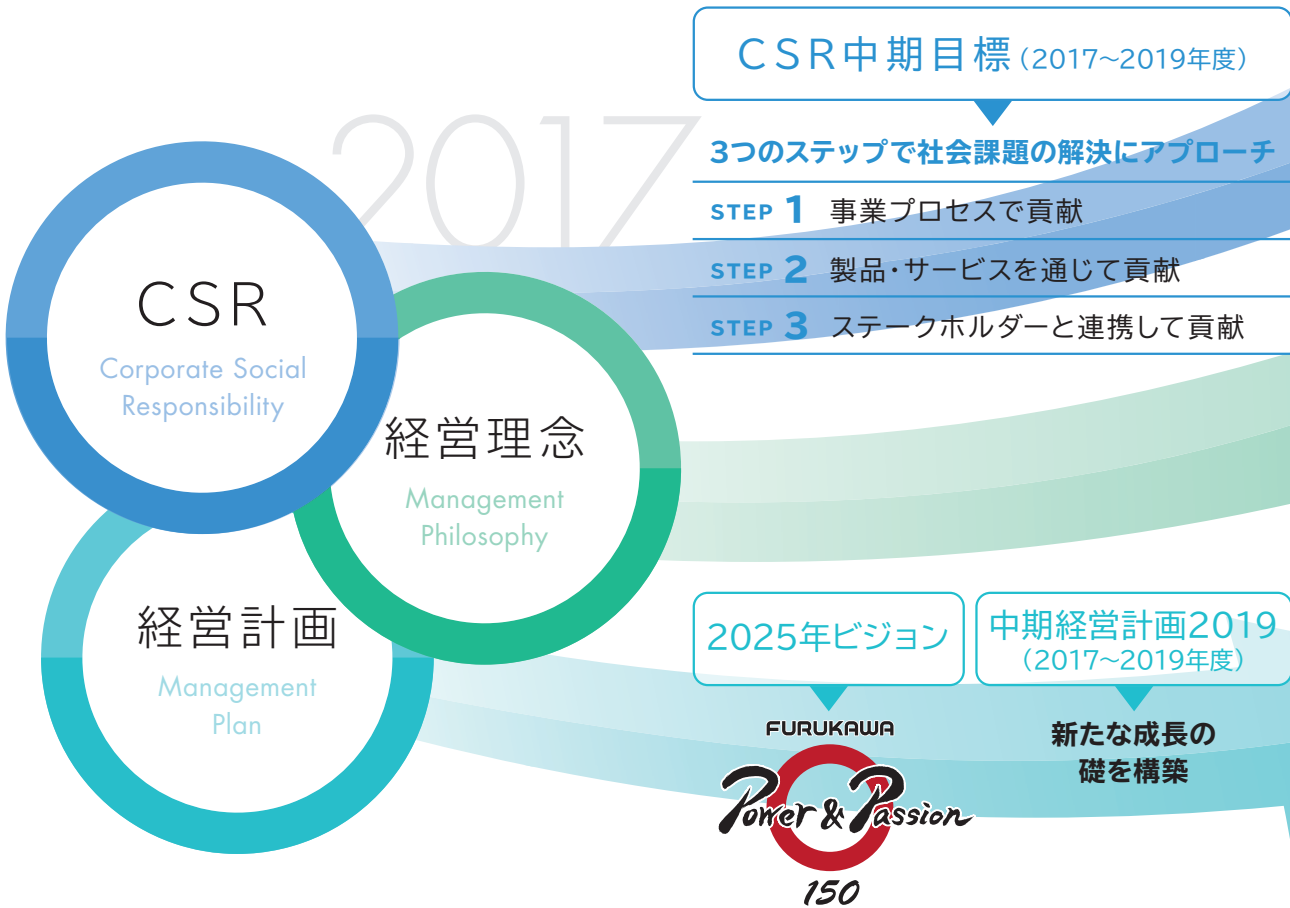 2017
CSR中期目標（2017～2019年度）
3つのステップで社会課題の解決にアプローチ
STEP 1 事業プロセスで貢献
STEP 2 製品・サービスを通じて貢献
STEP 3 ステークホルダーと連携して貢献
CSR
Corporate Social
Responsibility
経営理念
Management
Philosophy
経営計画
Management
Plan
2025年ビジョン
FURUKAWA
Power & Passion
150
中期経営計画2019
（2017～2019年度）
新たな成長の
礎を構築